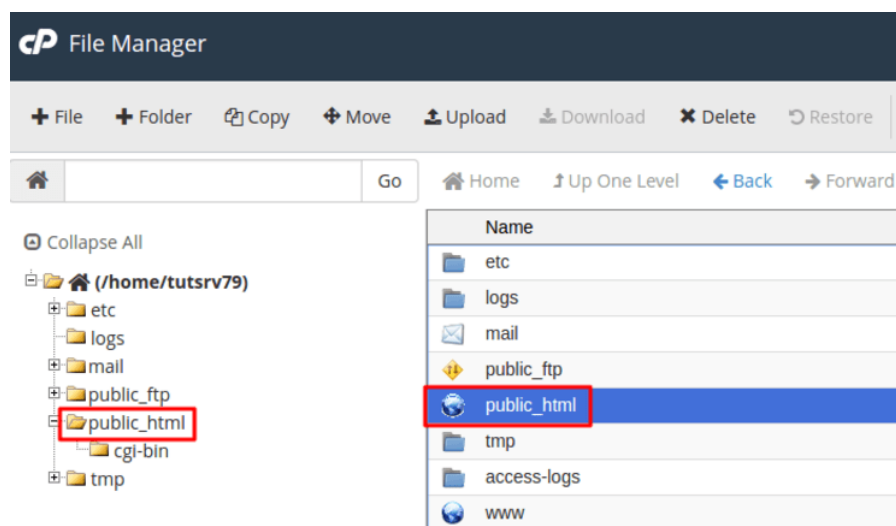 cP File Manager
File Folder Copy Move Upload Download Delete Restore
Go Home Up One Level Back Forward
Collapse All
(/home/tutsrv79)
etc
logs
mail
public_ftp
public_html
cgi-bin
tmp
Name
etc
logs
mail
public_ftp
public_html
tmp
access-logs
www